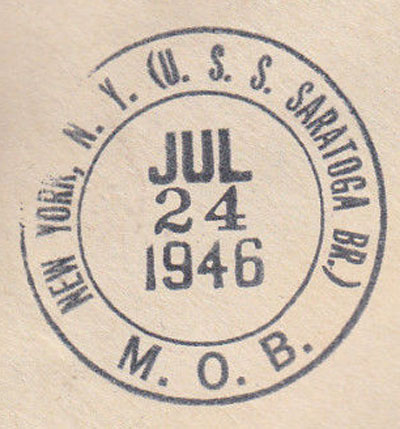 NEW YORK, N. Y. (U. S. S. SARATOGA BR.)
JUL
24
1946
M. O. B.